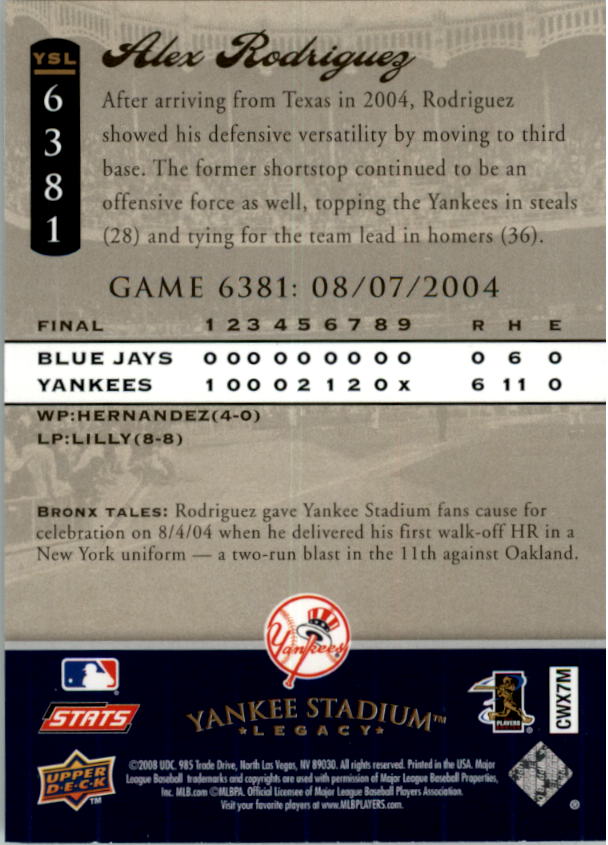 YSL
6
3
8
1
Alex Rodriguez
After arriving from Texas in 2004, Rodriguez
showed his defensive versatility by moving to third
base. The former shortstop continued to be an
offensive force as well, topping the Yankees in steals
(28) and tying for the team lead in homers (36).
GAME 6381: 08/07/2004
FINAL 1 2 3 4 5 6 7 8 9 R H E
BLUE JAYS 0 0 0 0 0 0 0 0 0 0 6 0
YANKEES 1 0 0 0 2 1 2 0 x 6 11 0
WP:HERNANDEZ(4-0)
LP:LILLY(8-8)
BRONX TALES: Rodriguez gave Yankee Stadium fans cause for
celebration on 8/4/04 when he delivered his first walk-off HR in a
New York uniform — a two-run blast in the 11th against Oakland.
Yankees
STATS
YANKEE STADIUM™
LEGACY
PLAYERS
CWX7M
UPPER
D·E·C·K
TM
©2008 UDC. 985 Trade Drive, North Las Vegas, NV 89030. All rights reserved. Printed in the USA. Major
League Baseball trademarks and copyrights are used with permission of Major League Baseball Properties,
Inc. MLB.com ©MLBPA. Official Licensee of Major League Baseball Players Association.
Visit your favorite players at www.MLBPLAYERS.com.
®